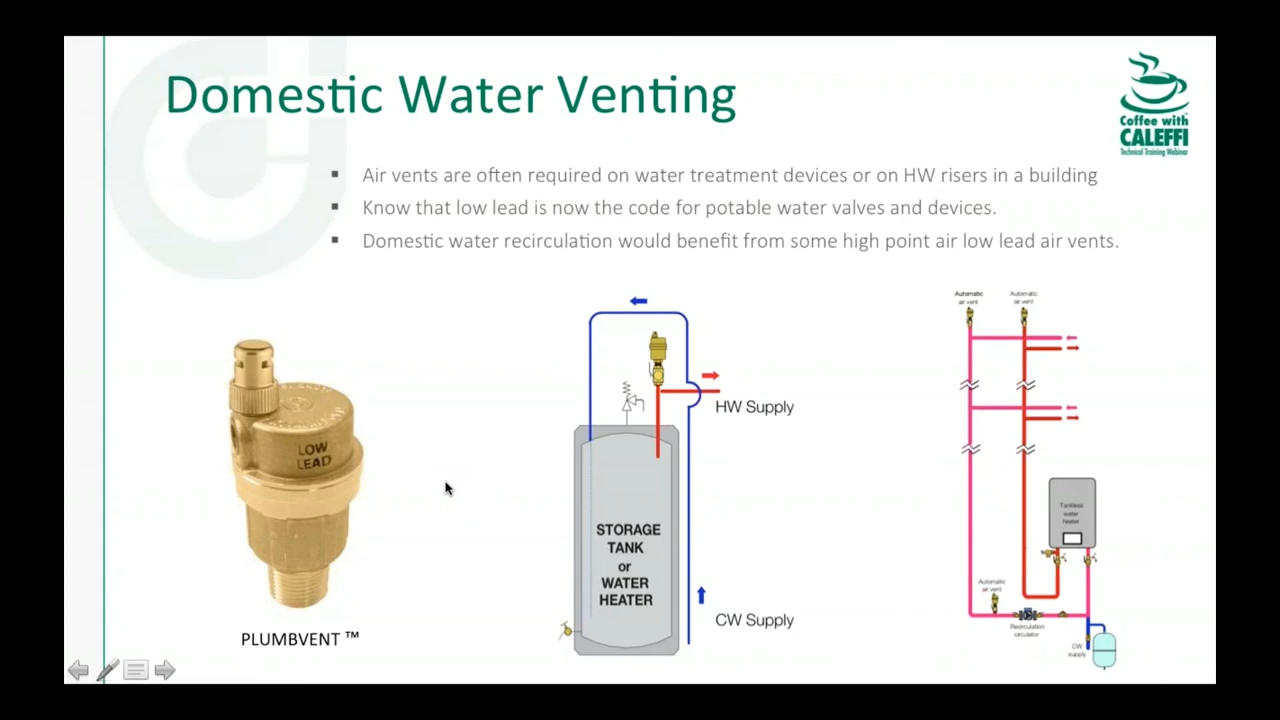 Domestic Water Venting
Coffee with
CALEFFI
Technical Training Webinar
▪ Air vents are often required on water treatment devices or on HW risers in a building
▪ Know that low lead is now the code for potable water valves and devices.
▪ Domestic water recirculation would benefit from some high point air low lead air vents.
LOW
LEAD
PLUMBVENT ™
HW Supply
STORAGE
TANK
or
WATER
HEATER
CW Supply
Automatic
air vent
Automatic
air vent
Tankless
water
heater
Automatic
air vent
Recirculation
circulator
CW
supply